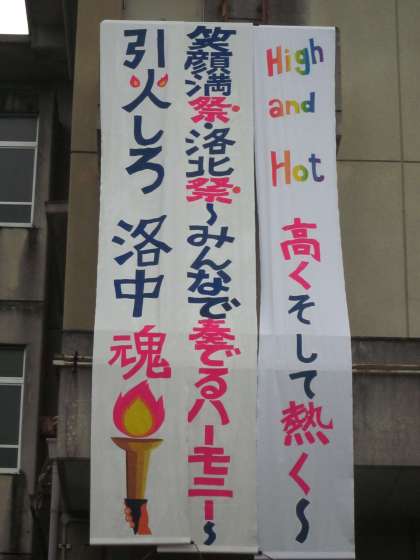 High
and
Hot
高くそして熱く〜
笑顔満祭・洛北祭〜みんなで奏でるハーモニー〜
引火しろ 洛中魂